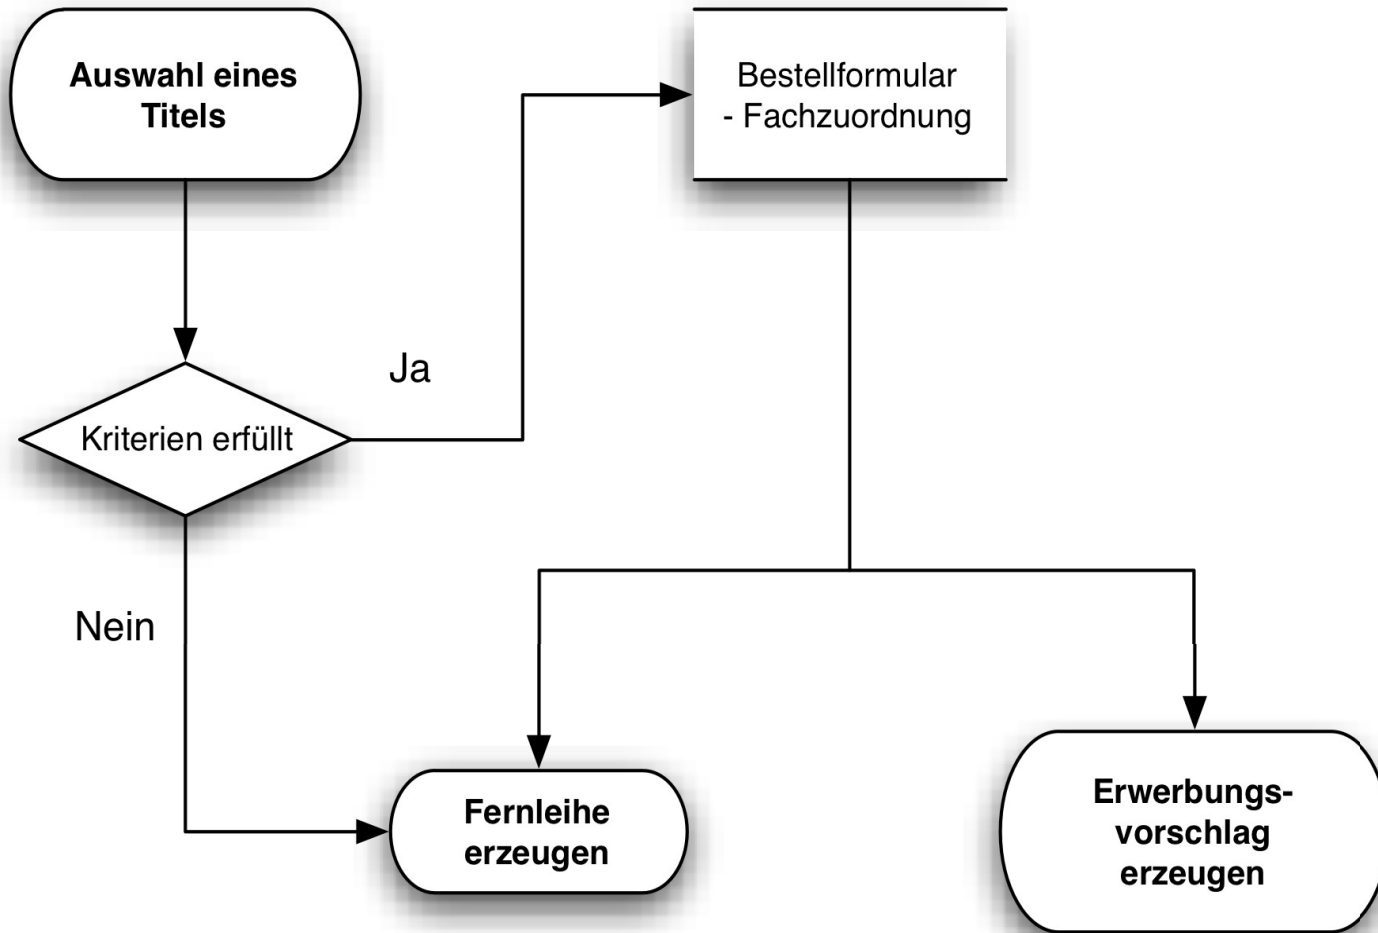 Auswahl eines
Titels
Bestellformular
- Fachzuordnung
Ja
Kriterien erfüllt
Nein
Fernleihe
erzeugen
Erwerbungs-
vorschlag
erzeugen